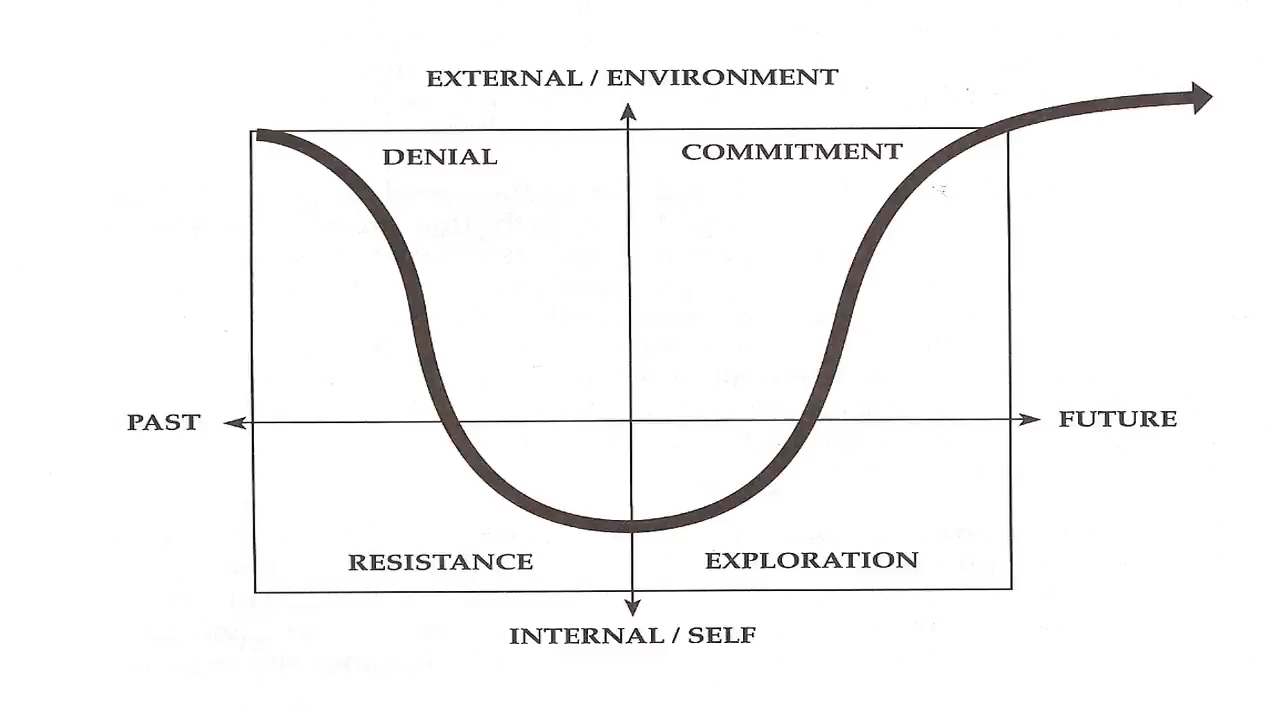 EXTERNAL / ENVIRONMENT
DENIAL
COMMITMENT
PAST
FUTURE
RESISTANCE
EXPLORATION
INTERNAL / SELF